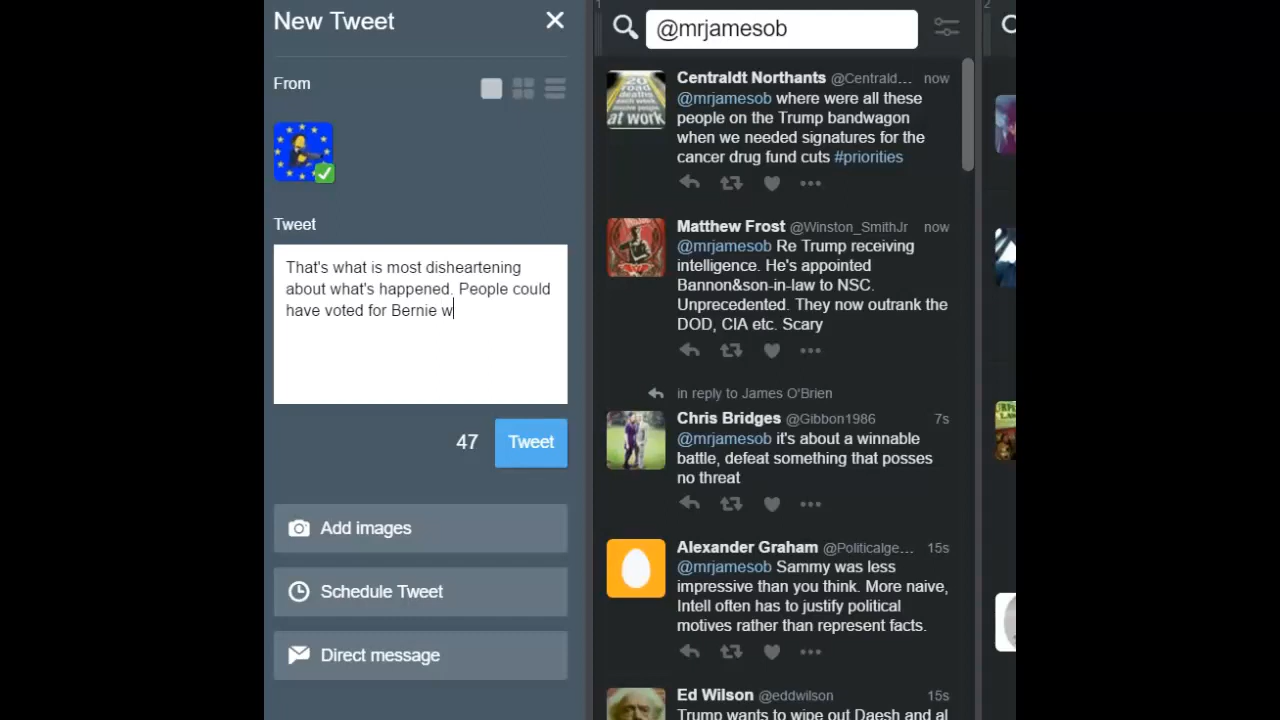 New Tweet
From
Tweet
That's what is most disheartening
about what's happened. People could
have voted for Bernie w
47
Tweet
Add images
Schedule Tweet
Direct message
1
@mrjamesob
Centraldt Northants @Centrald... now
@mrjamesob where were all these
people on the Trump bandwagon
when we needed signatures for the
cancer drug fund cuts #priorities
Matthew Frost @Winston_SmithJr now
@mrjamesob Re Trump receiving
intelligence. He's appointed
Bannon&son-in-law to NSC.
Unprecedented. They now outrank the
DOD, CIA etc. Scary
in reply to James O'Brien
Chris Bridges @Gibbon1986 7s
@mrjamesob it's about a winnable
battle, defeat something that posses
no threat
Alexander Graham @Politicalge... 15s
@mrjamesob Sammy was less
impressive than you think. More naive,
Intell often has to justify political
motives rather than represent facts.
Ed Wilson @eddwilson 15s
Trump wants to wipe out Daesh and al
2
20
road
deaths
at work